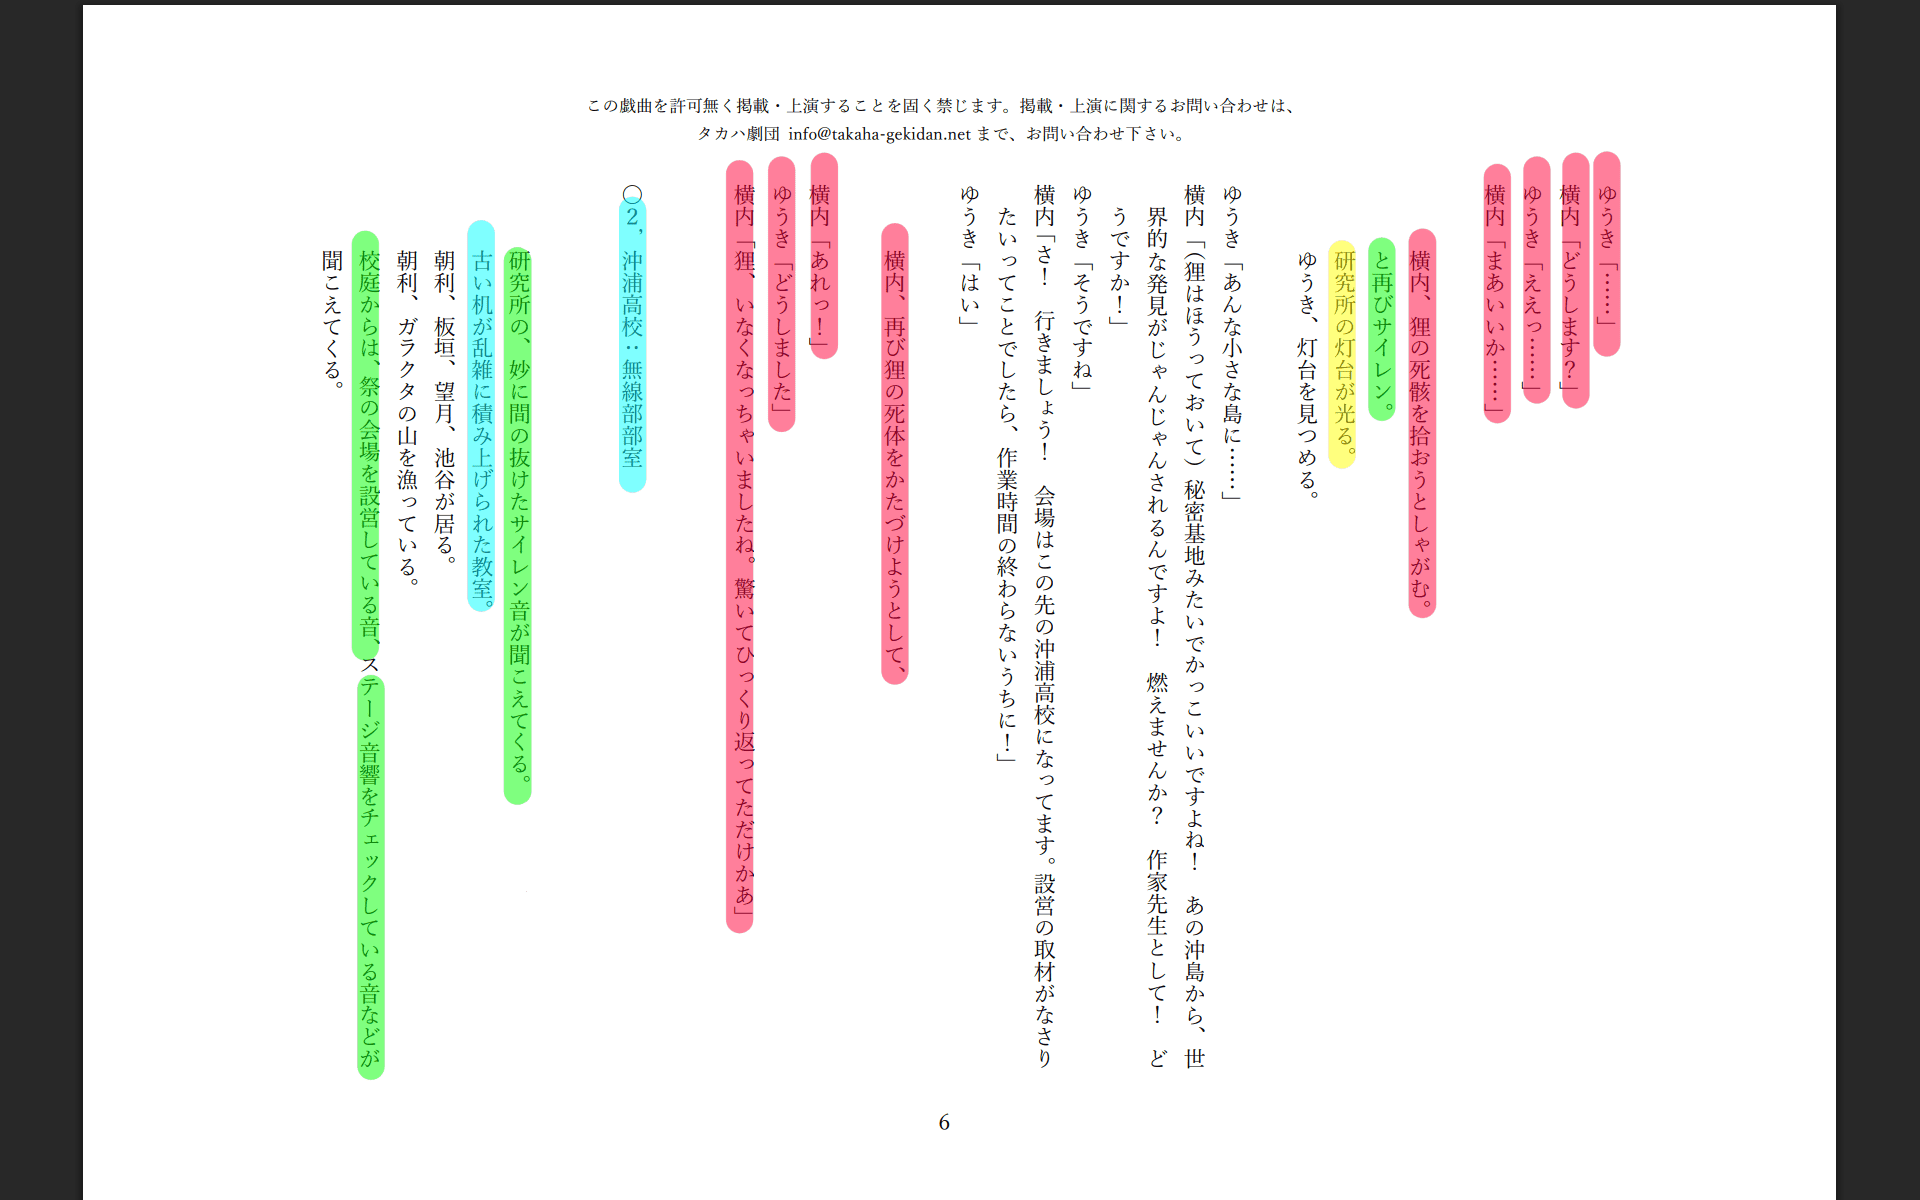 この戯曲を許可無く掲載・上演することを固く禁じます。掲載・上演に関するお問い合わせは、
タカハ劇団 info@takaha-gekidan.net まで、お問い合わせ下さい。
ゆうき「……」
横内「どうします？」
ゆうき「ええっ……」
横内「まあいいか……」
横内、狸の死骸を拾おうとしゃがむ。
と再びサイレン。
研究所の灯台が光る。
ゆうき、灯台を見つめる。
ゆうき「あんな小さな島に……」
横内「（狸はほうっておいて）秘密基地みたいでかっこいいですよね！　あの沖島から、世
界的な発見がじゃんじゃんされるんですよ！　燃えませんか？　作家先生として！　ど
うですか！」
ゆうき「そうですね」
横内「さ！　行きましょう！　会場はこの先の沖浦高校になってます。設営の取材がなさり
たいってことでしたら、作業時間の終わらないうちに！」
ゆうき「はい」
横内、再び狸の死体をかたづけようとして、
横内「あれっ！」
ゆうき「どうしました」
横内「狸、いなくなっちゃいましたね。驚いてひっくり返ってただけかあ」
○2，沖浦高校：無線部部室
研究所の、妙に間の抜けたサイレン音が聞こえてくる。
古い机が乱雑に積み上げられた教室。
朝利、板垣、望月、池谷が居る。
朝利、ガラクタの山を漁っている。
校庭からは、祭の会場を設営している音、ステージ音響をチェックしている音などが
聞こえてくる。
6